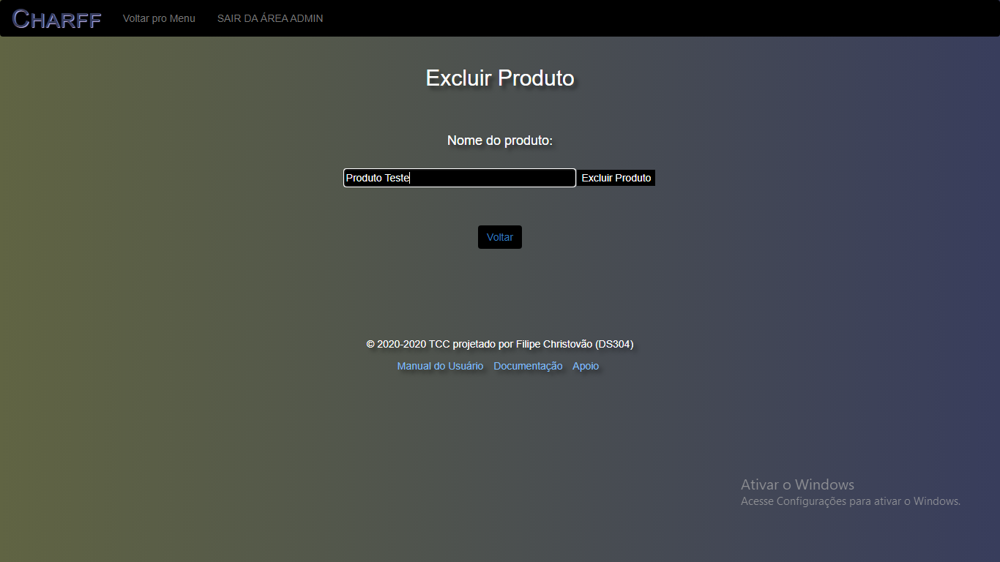 CHARFF Voltar pro Menu SAIR DA ÁREA ADMIN
Excluir Produto
Nome do produto:
Produto Teste Excluir Produto
Voltar
© 2020-2020 TCC projetado por Filipe Christovão (DS304)
Manual do Usuário Documentação Apoio
Ativar o Windows
Acesse Configurações para ativar o Windows.